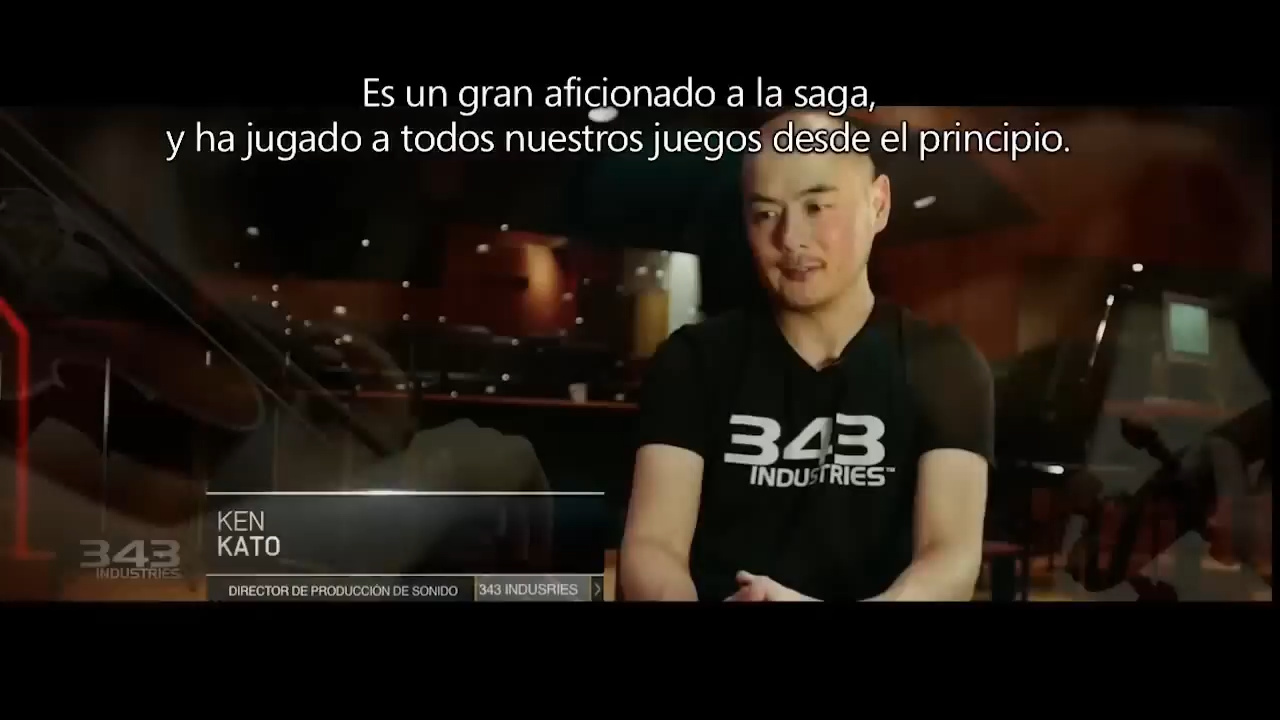 Es un gran aficionado a la saga,
y ha jugado a todos nuestros juegos desde el principio.
343
INDUSTRIES™
KEN
KATO
343
INDUSTRIES
DIRECTOR DE PRODUCCIÓN DE SONIDO
343 INDUSRIES